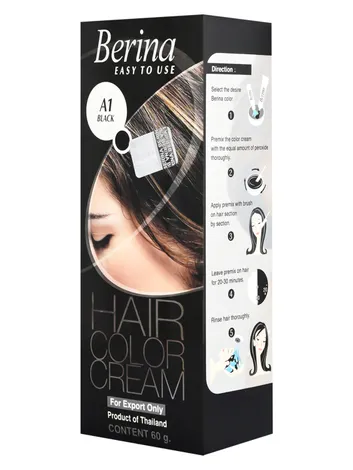 Berina
EASY TO USE
A1
BLACK
HAIR
COLOR
CREAM
For Export Only
Product of Thailand
CONTENT 60 g.
Direction :
Select the desire
Berina color
1
Premix the color cream
with the equal amount of peroxide
thoroughly.
2
Apply premix with brush
on hair section
by section.
3
Leave premix on hair
for 20-30 minutes.
4
Rinse hair thoroughly.
5